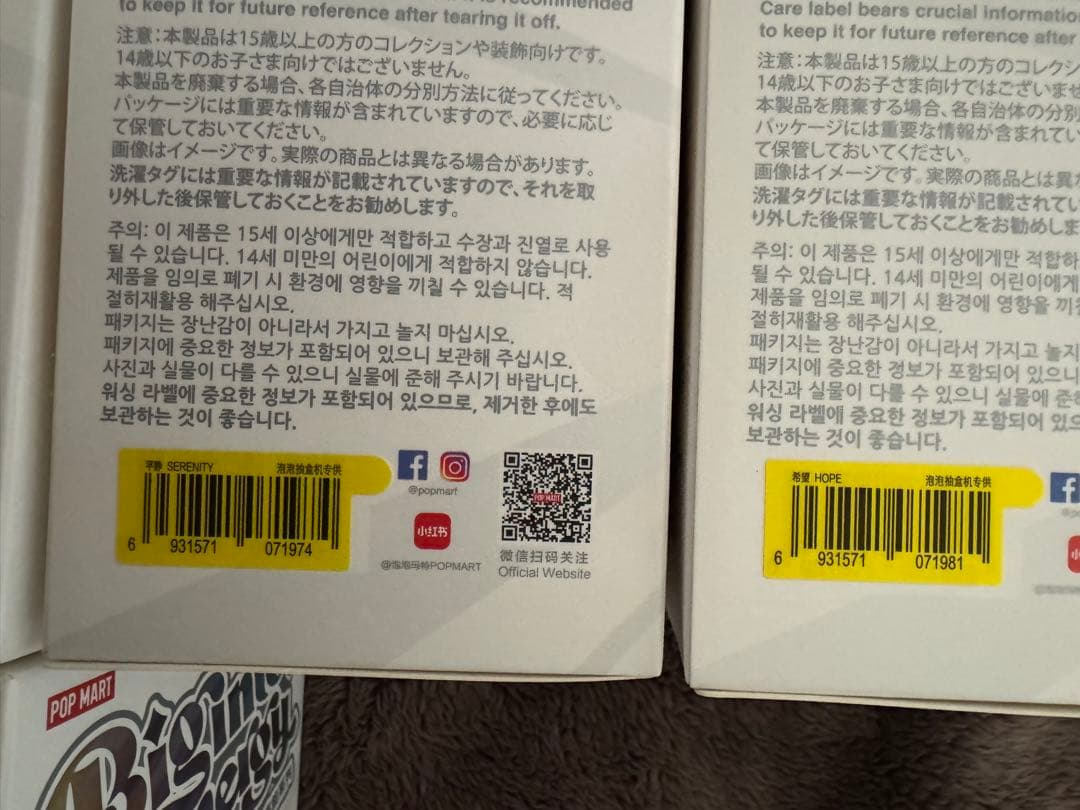 is recommended
to keep it for future reference after tearing it off.
注意:本製品は15歳以上の方のコレクションや装飾向けです。
14歳以下のお子さま向けではございません。
本製品を廃棄する場合、各自治体の分別方法に従ってください。
パッケージには重要な情報が含まれていますので、必要に応じ
て保管しておいてください。
画像はイメージです。実際の商品とは異なる場合があります。
洗濯タグには重要な情報が記載されていますので、それを取
り外した後保管しておくことをお勧めします。
주의: 이 제품은 15세 이상에게만 적합하고 수장과 진열로 사용
될 수 있습니다. 14세 미만의 어린이에게 적합하지 않습니다.
제품을 임의로 폐기 시 환경에 영향을 끼칠 수 있습니다. 적
절히재활용 해주십시오.
패키지는 장난감이 아니라서 가지고 놀지 마십시오.
패키지에 중요한 정보가 포함되어 있으니 보관해 주십시오.
사진과 실물이 다를 수 있으니 실물에 준해 주시기 바랍니다.
워싱 라벨에 중요한 정보가 포함되어 있으므로, 제거한 후에도
보관하는 것이 좋습니다.
平静 SERENITY 泡泡抽盒机专供
6 931571 071974
@popmart
小红书
@泡泡玛特POPMART
POP MART
微信扫码关注
Official Website
Care label bears crucial informatio
to keep it for future reference after
注意:本製品は15歳以上の方のコレク
14歳以下のお子さま向けではございませ
本製品を廃棄する場合、各自治体の分別
パッケージには重要な情報が含まれてい
て保管しておいてください。
画像はイメージです。実際の商品とは異
洗濯タグには重要な情報が記載されてい
り外した後保管しておくことをお勧めしま
주의: 이 제품은 15세 이상에게만 적합하
될 수 있습니다. 14세 미만의 어린이에게
제품을 임의로 폐기 시 환경에 영향을 끼
절히재활용 해주십시오.
패키지는 장난감이 아니라서 가지고 놀지
패키지에 중요한 정보가 포함되어 있으니
사진과 실물이 다를 수 있으니 실물에 준
워싱 라벨에 중요한 정보가 포함되어 있으
보관하는 것이 좋습니다.
希望 HOPE 泡泡抽盒机专供
6 931571 071981
POP MART
Big into
Energy